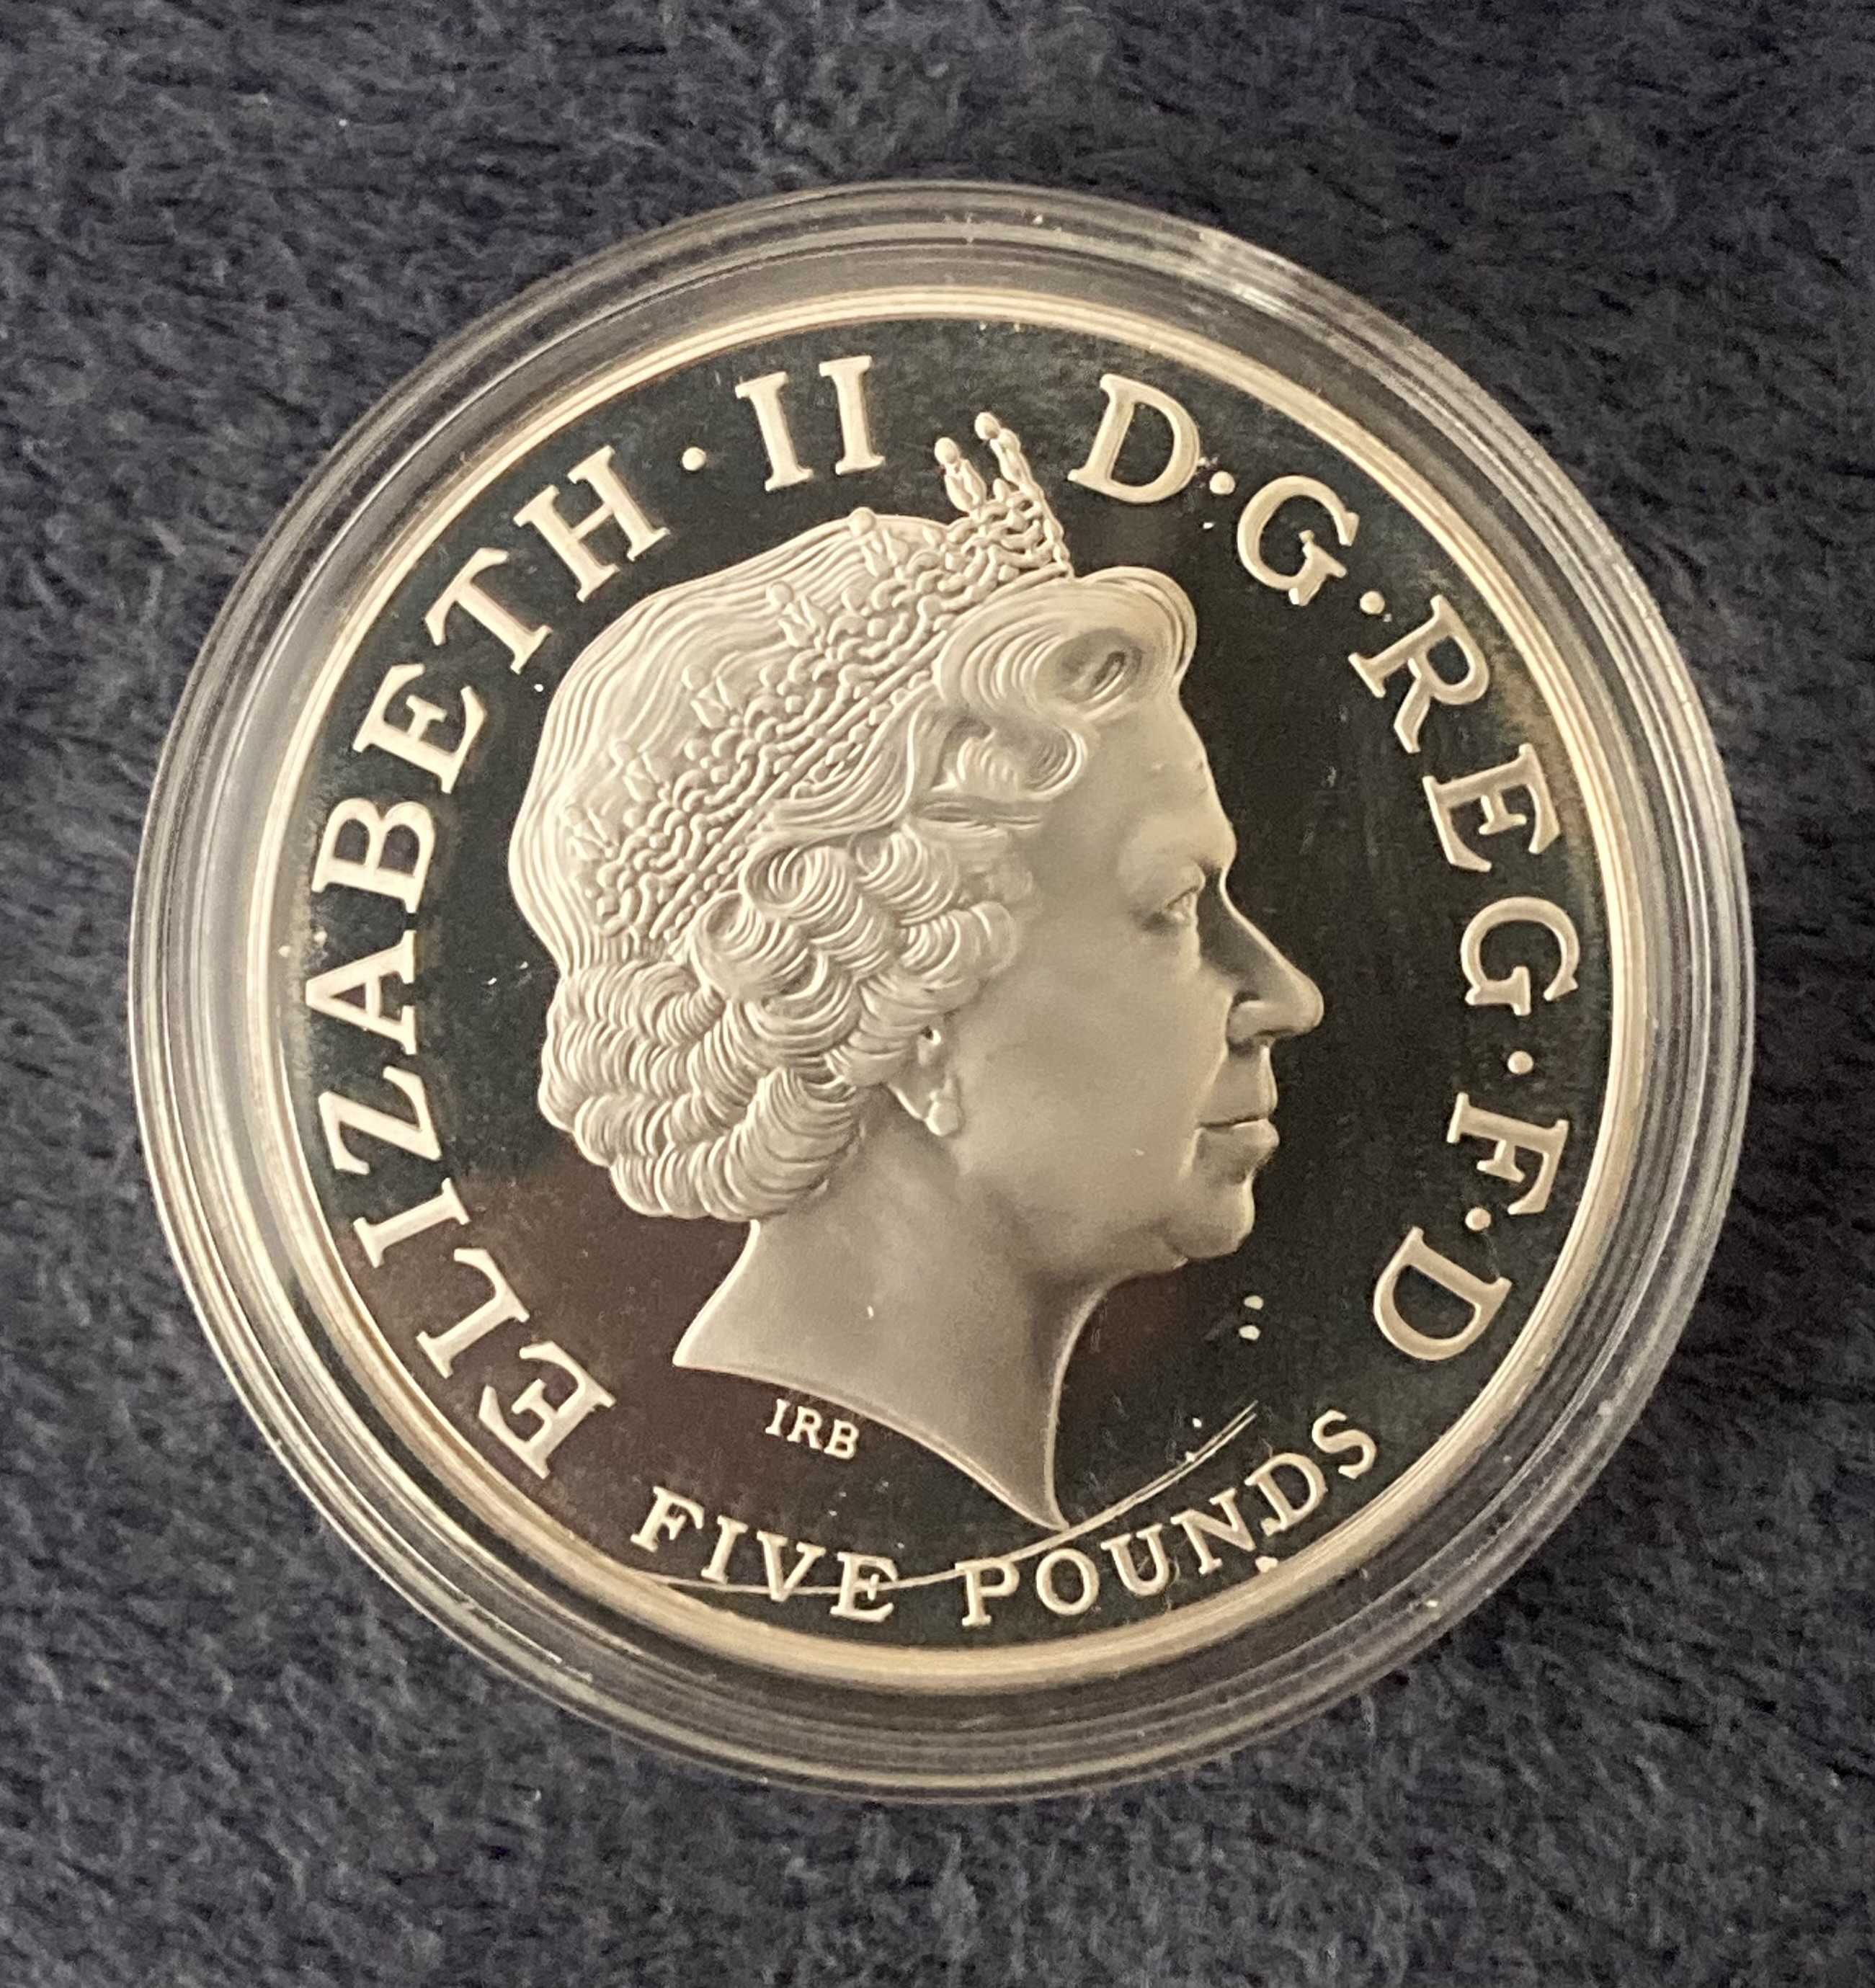 ELIZABETH·II D·G·REG·F·D
IRB
FIVE POUNDS